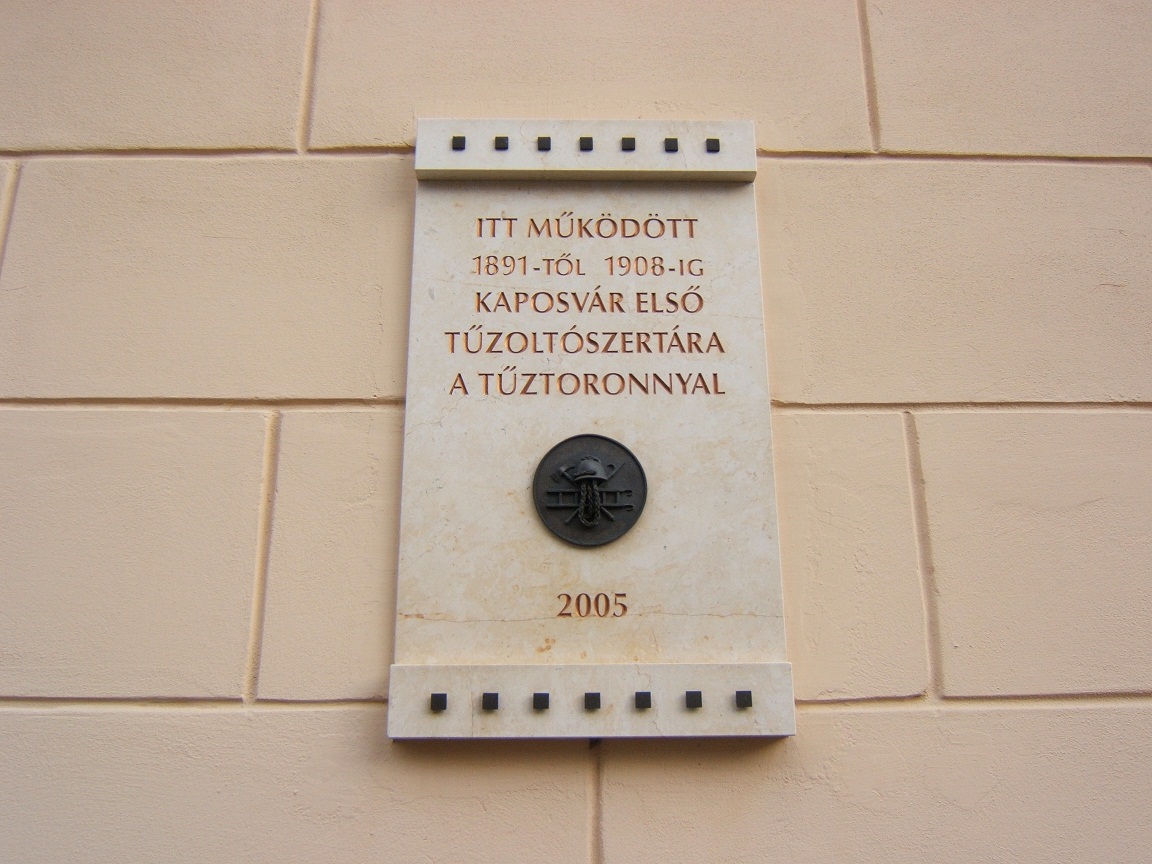 ITT MŰKÖDÖTT
1891-TŐL 1908-IG
KAPOSVÁR ELSŐ
TŰZOLTÓSZERTÁRA
A TŰZTORONNYAL
2005